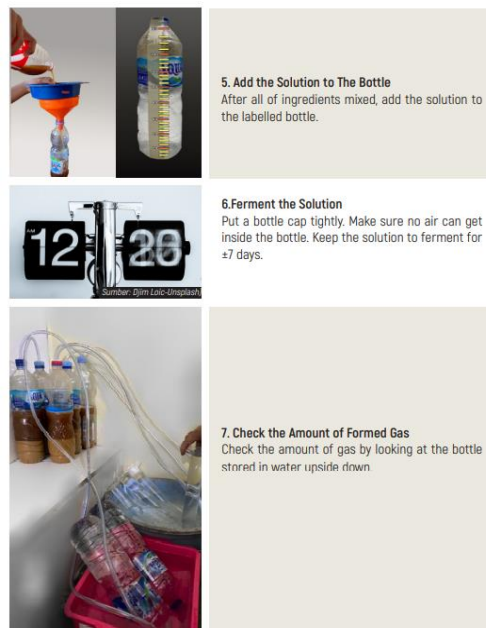 5. Add the Solution to The Bottle
After all of ingredients mixed, add the solution to
the labelled bottle.
AM
12
Sumber: Djim Loic-Unsplash
6.Ferment the Solution
Put a bottle cap tightly. Make sure no air can get
inside the bottle. Keep the solution to ferment for
±7 days.
7. Check the Amount of Formed Gas
Check the amount of gas by looking at the bottle
stored in water upside down